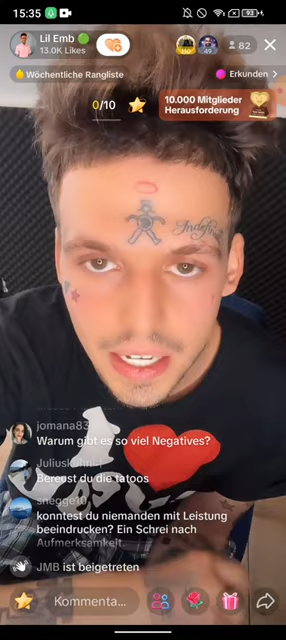 15:35
Lil Emb
13.0K Likes
49
82
Wöchentliche Rangliste
Erkunden
0/10
10.000 Mitglieder
Herausforderung
jomana83
Warum gibt es so viel Negatives?
Bereust du die tatoos
konntest du niemanden mit Leistung
beeindrucken? Ein Schrei nach
Aufmerksamkeit.
JMB ist beigetreten
Kommenta...